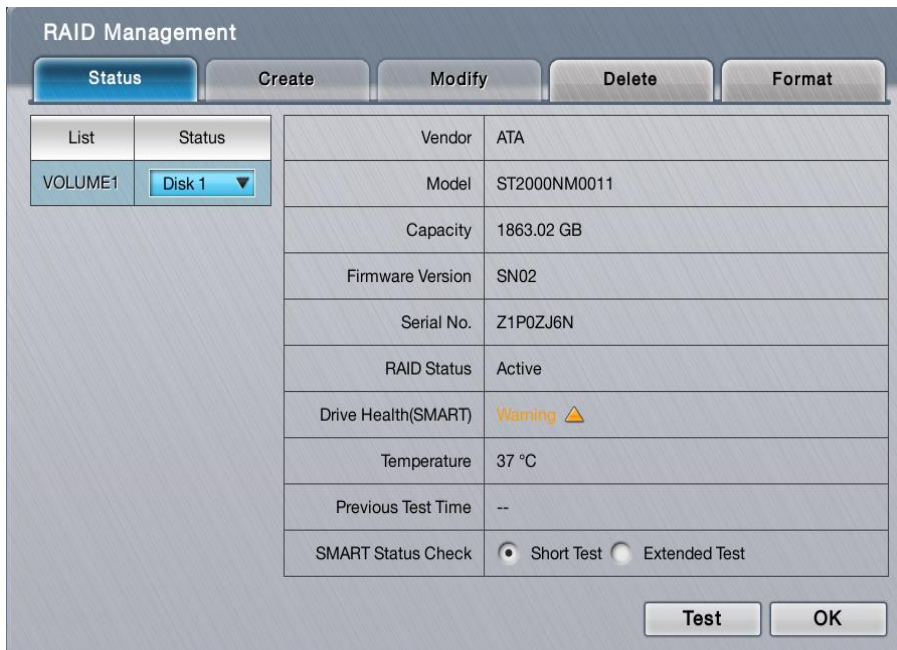 RAID Management
Status Create Modify Delete Format
List Status
VOLUME1 Disk 1
Vendor ATA
Model ST2000NM0011
Capacity 1863.02 GB
Firmware Version SN02
Serial No. Z1P0ZJ6N
RAID Status Active
Drive Health(SMART) Warning
Temperature 37 °C
Previous Test Time --
SMART Status Check Short Test Extended Test
Test OK